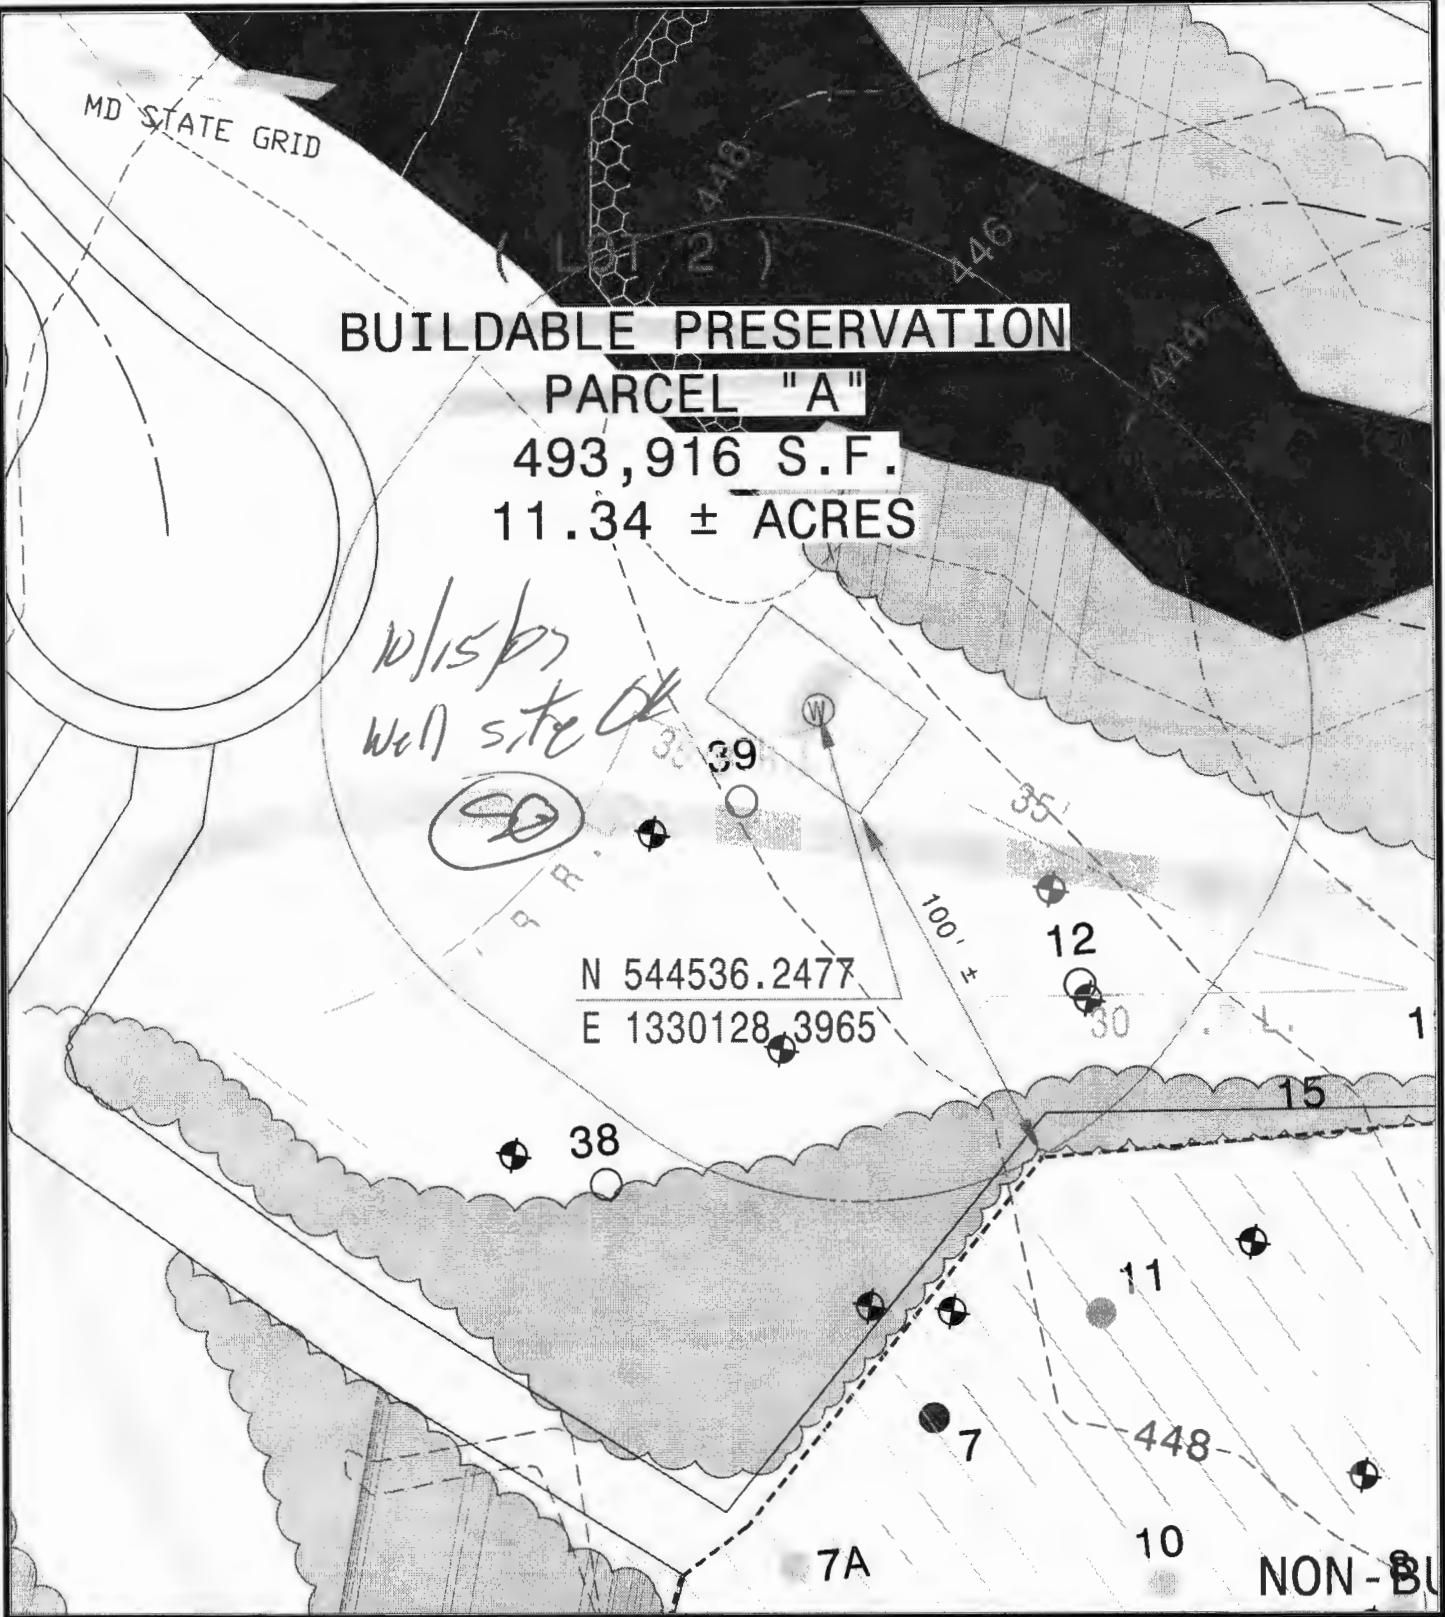 MD STATE GRID
448
( LOT 2 )
446
BUILDABLE PRESERVATION
444
PARCEL "A"
493,916 S.F.
11.34 ± ACRES
10/15/07
Well site OK
W
39
35'
100' ±
12
N 544536.2477
E 1330128.3965
30
15
38
11
7
448
10
7A
8
NON-BU